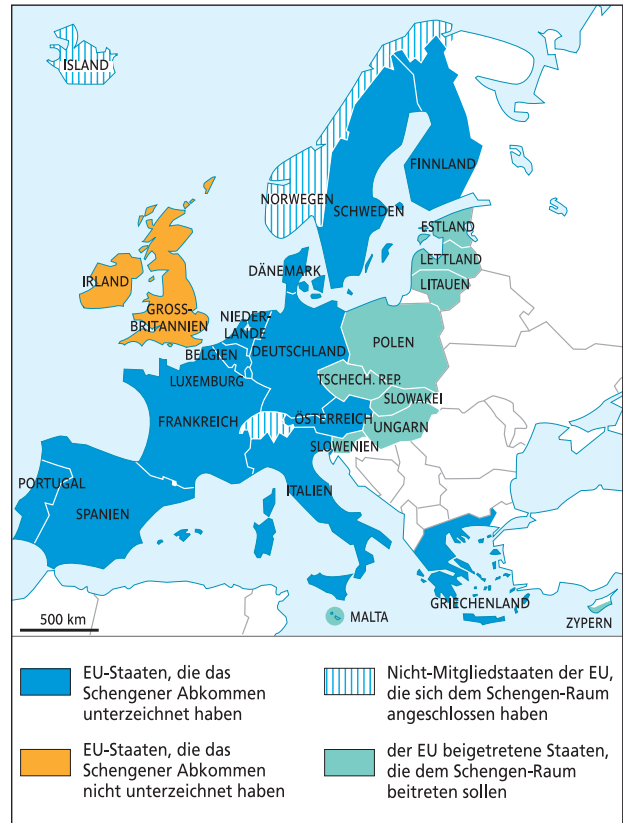 ISLAND
FINNLAND
NORWEGEN
SCHWEDEN
ESTLAND
LETTLAND
DÄNEMARK
LITAUEN
IRLAND
GROSS-
BRITANNIEN
NIEDER-
LANDE
BELGIEN
DEUTSCHLAND
POLEN
LUXEMBURG
TSCHECH. REP.
SLOWAKEI
FRANKREICH
ÖSTERREICH
UNGARN
SLOWENIEN
PORTUGAL
SPANIEN
ITALIEN
GRIECHENLAND
500 km
MALTA
ZYPERN
EU-Staaten, die das
Schengener Abkommen
unterzeichnet haben
EU-Staaten, die das
Schengener Abkommen
nicht unterzeichnet haben
Nicht-Mitgliedstaaten der EU,
die sich dem Schengen-Raum
angeschlossen haben
der EU beigetretene Staaten,
die dem Schengen-Raum
beitreten sollen